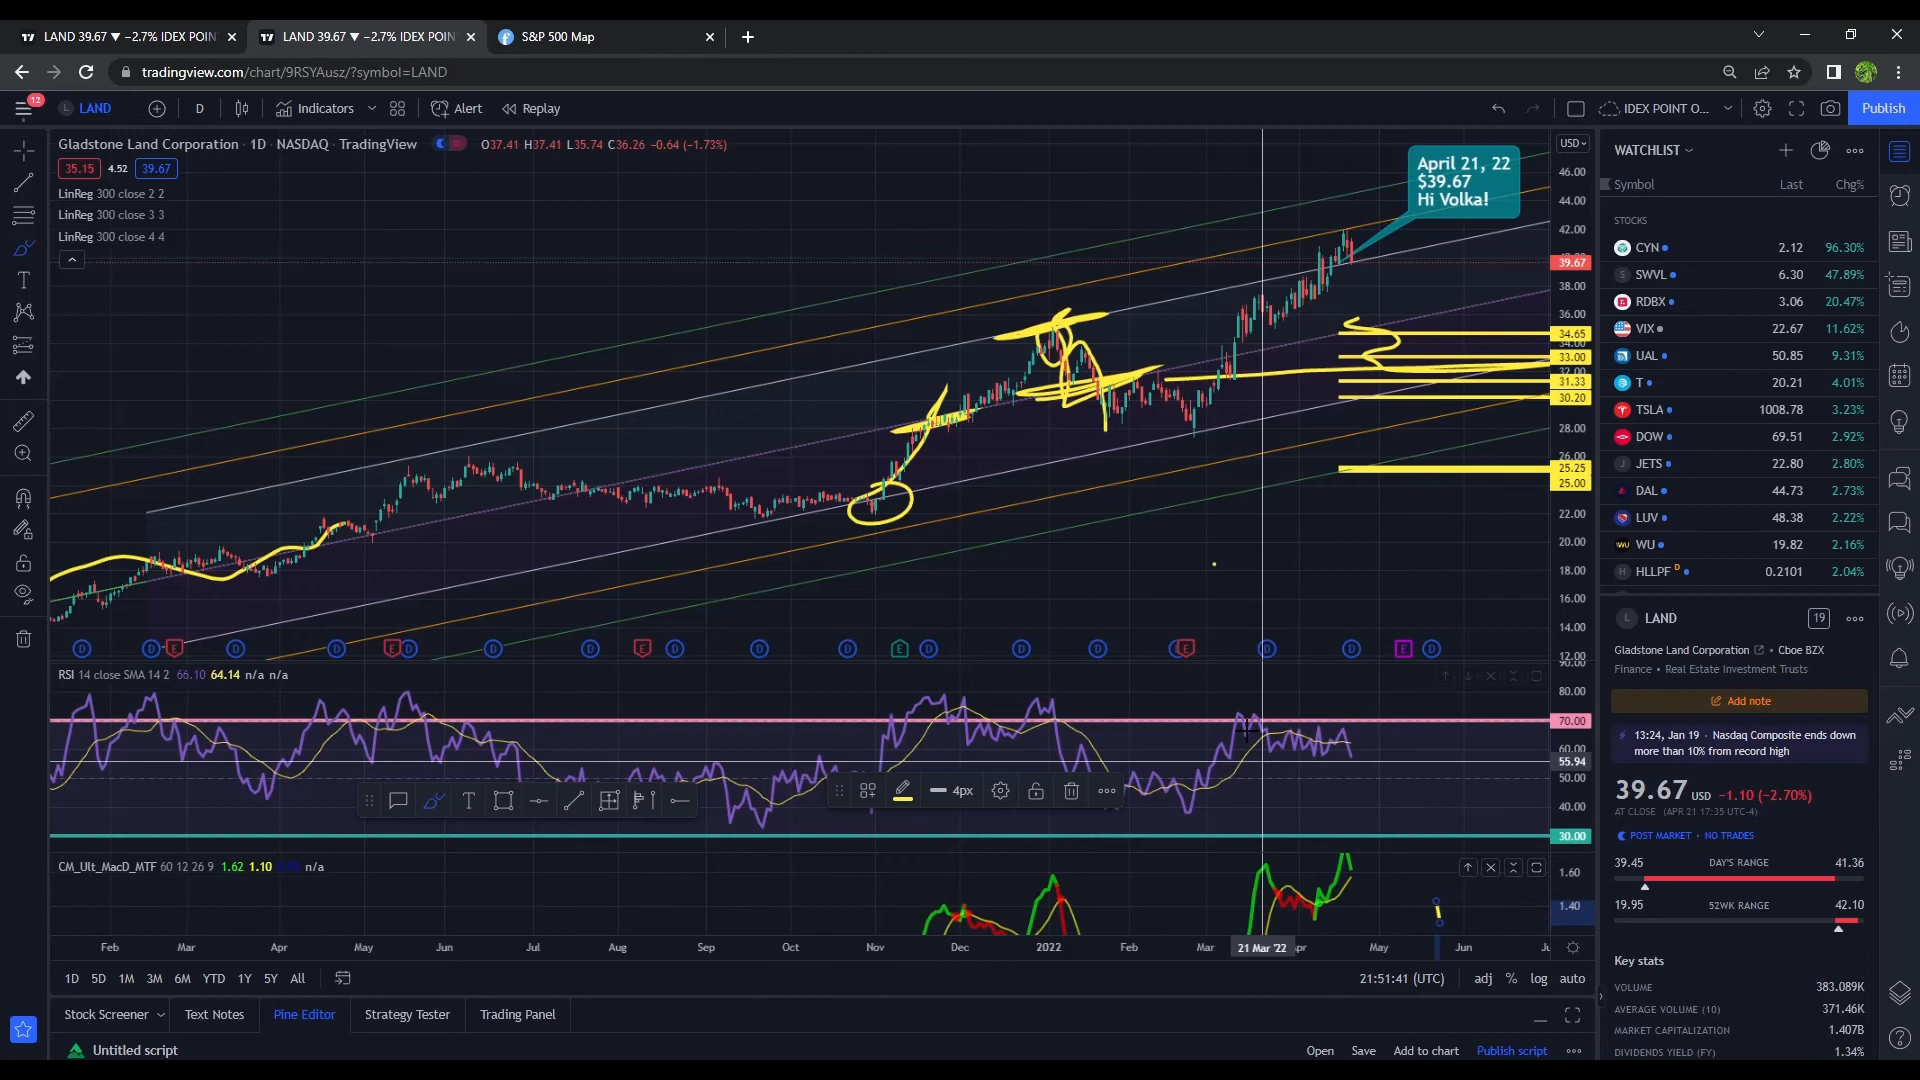 LAND 39.67 ▼ −2.7% IDEX POIN
LAND 39.67 ▼ −2.7% IDEX POIN
S&P 500 Map
tradingview.com/chart/9RSYAusz/?symbol=LAND
12
LAND
D
Indicators
Alert
Replay
IDEX POINT O...
Publish
Gladstone Land Corporation · 1D · NASDAQ · TradingView
O37.41 H37.41 L35.74 C36.26 −0.64 (−1.73%)
35.15 4.52 39.67
LinReg 300 close 2 2
LinReg 300 close 3 3
LinReg 300 close 4 4
April 21, 22
$39.67
Hi Volka!
USD
46.00
44.00
42.00
39.67
38.00
36.00
34.65
34.00
33.00
32.00
31.33
30.20
28.00
26.00
25.25
25.00
22.00
20.00
18.00
16.00
14.00
12.00
D D E D D E D D D E D D D E D D D D E D D E D
RSI 14 close SMA 14 2 66.10 64.14 n/a n/a
90.00
80.00
70.00
60.00
55.94
50.00
40.00
30.00
4px
CM_Ult_MacD_MTF 60 12 26 9 1.62 1.10 n/a
1.60
1.40
Feb Mar Apr May Jun Jul Aug Sep Oct Nov Dec 2022 Feb Mar 21 Mar '22 May Jun
1D 5D 1M 3M 6M YTD 1Y 5Y All
21:51:41 (UTC) adj % log auto
Stock Screener Text Notes Pine Editor Strategy Tester Trading Panel
Untitled script
Open Save Add to chart Publish script
WATCHLIST
Symbol Last Chg%
STOCKS
CYN 2.12 96.30%
S SWVL 6.30 47.89%
RDBX 3.06 20.47%
VIX 22.67 11.62%
UAL 50.85 9.31%
T 20.21 4.01%
TSLA 1008.78 3.23%
DOW 69.51 2.92%
J JETS 22.80 2.80%
DAL 44.73 2.73%
LUV 48.38 2.22%
WU WU 19.82 2.16%
H HLLPF D 0.2101 2.04%
L LAND 19
Gladstone Land Corporation • Cboe BZX
Finance • Real Estate Investment Trusts
Add note
13:24, Jan 19 · Nasdaq Composite ends down
more than 10% from record high
39.67 USD −1.10 (−2.70%)
AT CLOSE (APR 21 17:35 UTC-4)
POST MARKET • NO TRADES
39.45 DAY'S RANGE 41.36
19.95 52WK RANGE 42.10
Key stats
VOLUME 383.089K
AVERAGE VOLUME (10) 371.46K
MARKET CAPITALIZATION 1.407B
DIVIDENDS YIELD (FY) 1.34%